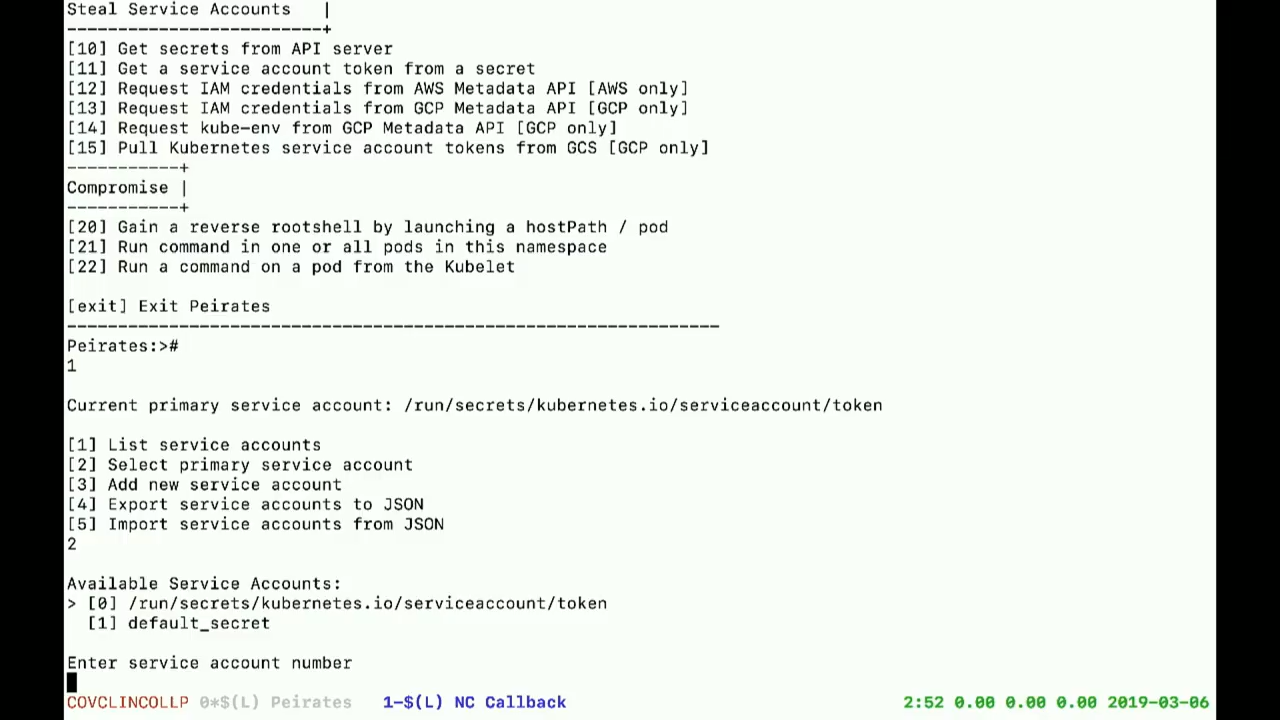 Steal Service Accounts   |
-------------------------+
[10] Get secrets from API server
[11] Get a service account token from a secret
[12] Request IAM credentials from AWS Metadata API [AWS only]
[13] Request IAM credentials from GCP Metadata API [GCP only]
[14] Request kube-env from GCP Metadata API [GCP only]
[15] Pull Kubernetes service account tokens from GCS [GCP only]
-----------+
Compromise |
-----------+
[20] Gain a reverse rootshell by launching a hostPath / pod
[21] Run command in one or all pods in this namespace
[22] Run a command on a pod from the Kubelet
[exit] Exit Peirates
----------------------------------------------------------------
Peirates:>#
1
Current primary service account: /run/secrets/kubernetes.io/serviceaccount/token
[1] List service accounts
[2] Select primary service account
[3] Add new service account
[4] Export service accounts to JSON
[5] Import service accounts from JSON
2
Available Service Accounts:
> [0] /run/secrets/kubernetes.io/serviceaccount/token
  [1] default_secret
Enter service account number
COVCLINCOLLP 0*$(L) Peirates   1-$(L) NC Callback   2:52 0.00 0.00 0.00 2019-03-06